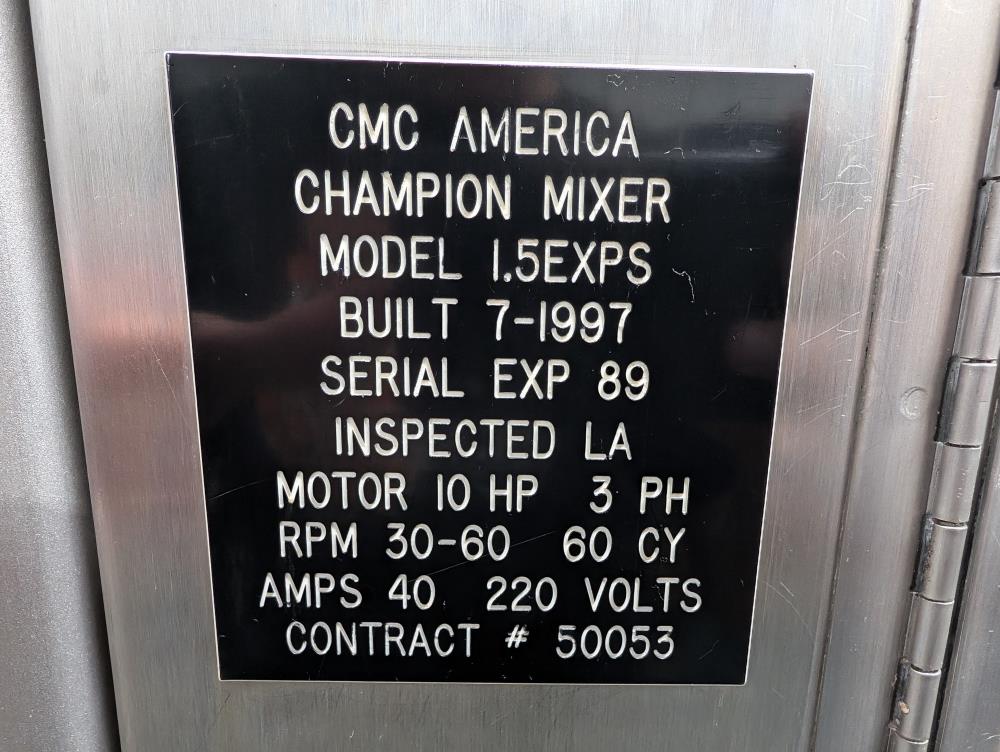 CMC AMERICA
CHAMPION MIXER
MODEL 1.5EXPS
BUILT 7-1997
SERIAL EXP 89
INSPECTED LA
MOTOR 10 HP 3 PH
RPM 30-60 60 CY
AMPS 40 220 VOLTS
CONTRACT # 50053